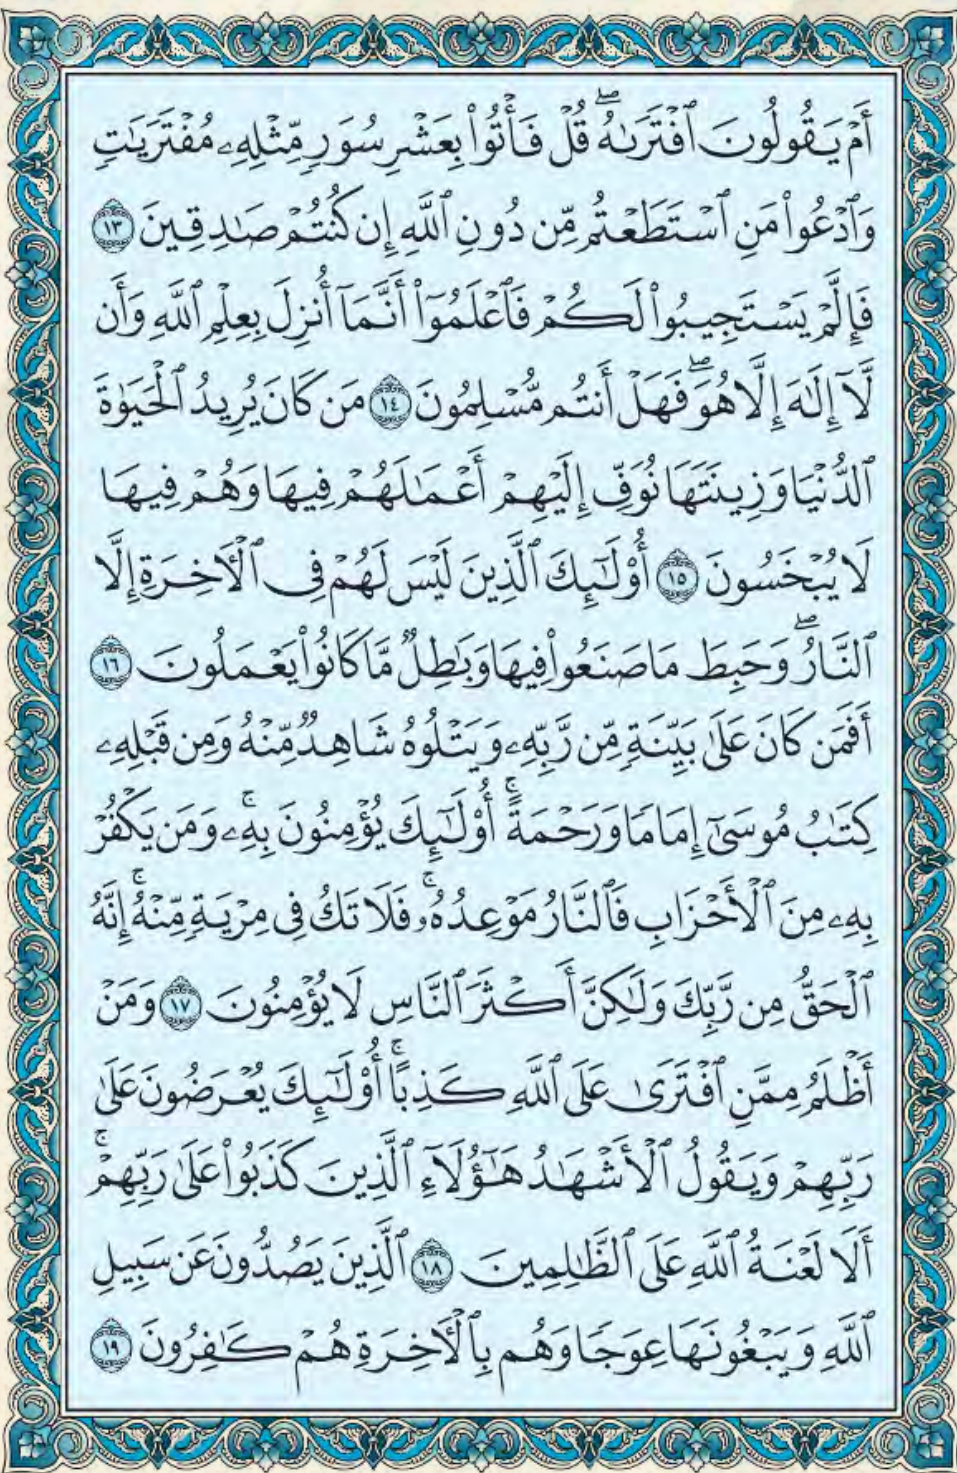 أَمْ يَقُولُونَ ٱفْتَرَىٰهُ ۖ قُلْ فَأْتُوا۟ بِعَشْرِ سُوَرٍ مِّثْلِهِۦ مُفْتَرَيَٰتٍ
وَٱدْعُوا۟ مَنِ ٱسْتَطَعْتُم مِّن دُونِ ٱللَّهِ إِن كُنتُمْ صَٰدِقِينَ ١٣
فَإِلَّمْ يَسْتَجِيبُوا۟ لَكُمْ فَٱعْلَمُوٓا۟ أَنَّمَآ أُنزِلَ بِعِلْمِ ٱللَّهِ وَأَن
لَّآ إِلَٰهَ إِلَّا هُوَ ۖ فَهَلْ أَنتُم مُّسْلِمُونَ ١٤ مَن كَانَ يُرِيدُ ٱلْحَيَوٰةَ
ٱلدُّنْيَا وَزِينَتَهَا نُوَفِّ إِلَيْهِمْ أَعْمَٰلَهُمْ فِيهَا وَهُمْ فِيهَا
لَا يُبْخَسُونَ ١٥ أُو۟لَٰٓئِكَ ٱلَّذِينَ لَيْسَ لَهُمْ فِى ٱلْءَاخِرَةِ إِلَّا
ٱلنَّارُ ۖ وَحَبِطَ مَا صَنَعُوا۟ فِيهَا وَبَٰطِلٌ مَّا كَانُوا۟ يَعْمَلُونَ ١٦
أَفَمَن كَانَ عَلَىٰ بَيِّنَةٍ مِّن رَّبِّهِۦ وَيَتْلُوهُ شَاهِدٌ مِّنْهُ وَمِن قَبْلِهِۦ
كِتَٰبُ مُوسَىٰٓ إِمَامًا وَرَحْمَةً ۚ أُو۟لَٰٓئِكَ يُؤْمِنُونَ بِهِۦ ۚ وَمَن يَكْفُرْ
بِهِۦ مِنَ ٱلْأَحْزَابِ فَٱلنَّارُ مَوْعِدُهُۥ ۚ فَلَا تَكُ فِى مِرْيَةٍ مِّنْهُ ۚ إِنَّهُ
ٱلْحَقُّ مِن رَّبِّكَ وَلَٰكِنَّ أَكْثَرَ ٱلنَّاسِ لَا يُؤْمِنُونَ ١٧ وَمَنْ
أَظْلَمُ مِمَّنِ ٱفْتَرَىٰ عَلَى ٱللَّهِ كَذِبًا ۚ أُو۟لَٰٓئِكَ يُعْرَضُونَ عَلَىٰ
رَبِّهِمْ وَيَقُولُ ٱلْأَشْهَٰدُ هَٰٓؤُلَآءِ ٱلَّذِينَ كَذَبُوا۟ عَلَىٰ رَبِّهِمْ ۚ
أَلَا لَعْنَةُ ٱللَّهِ عَلَى ٱلظَّٰلِمِينَ ١٨ ٱلَّذِينَ يَصُدُّونَ عَن سَبِيلِ
ٱللَّهِ وَيَبْغُونَهَا عِوَجًا وَهُم بِٱلْءَاخِرَةِ هُمْ كَٰفِرُونَ ١٩